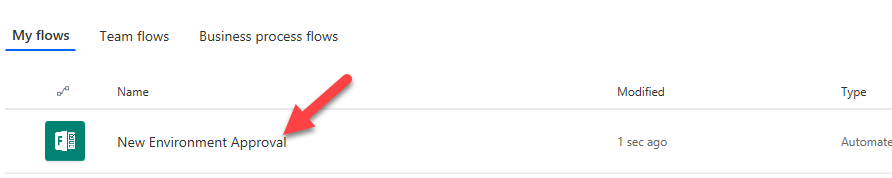 My flows Team flows Business process flows
Name Modified Type
New Environment Approval 1 sec ago Automate